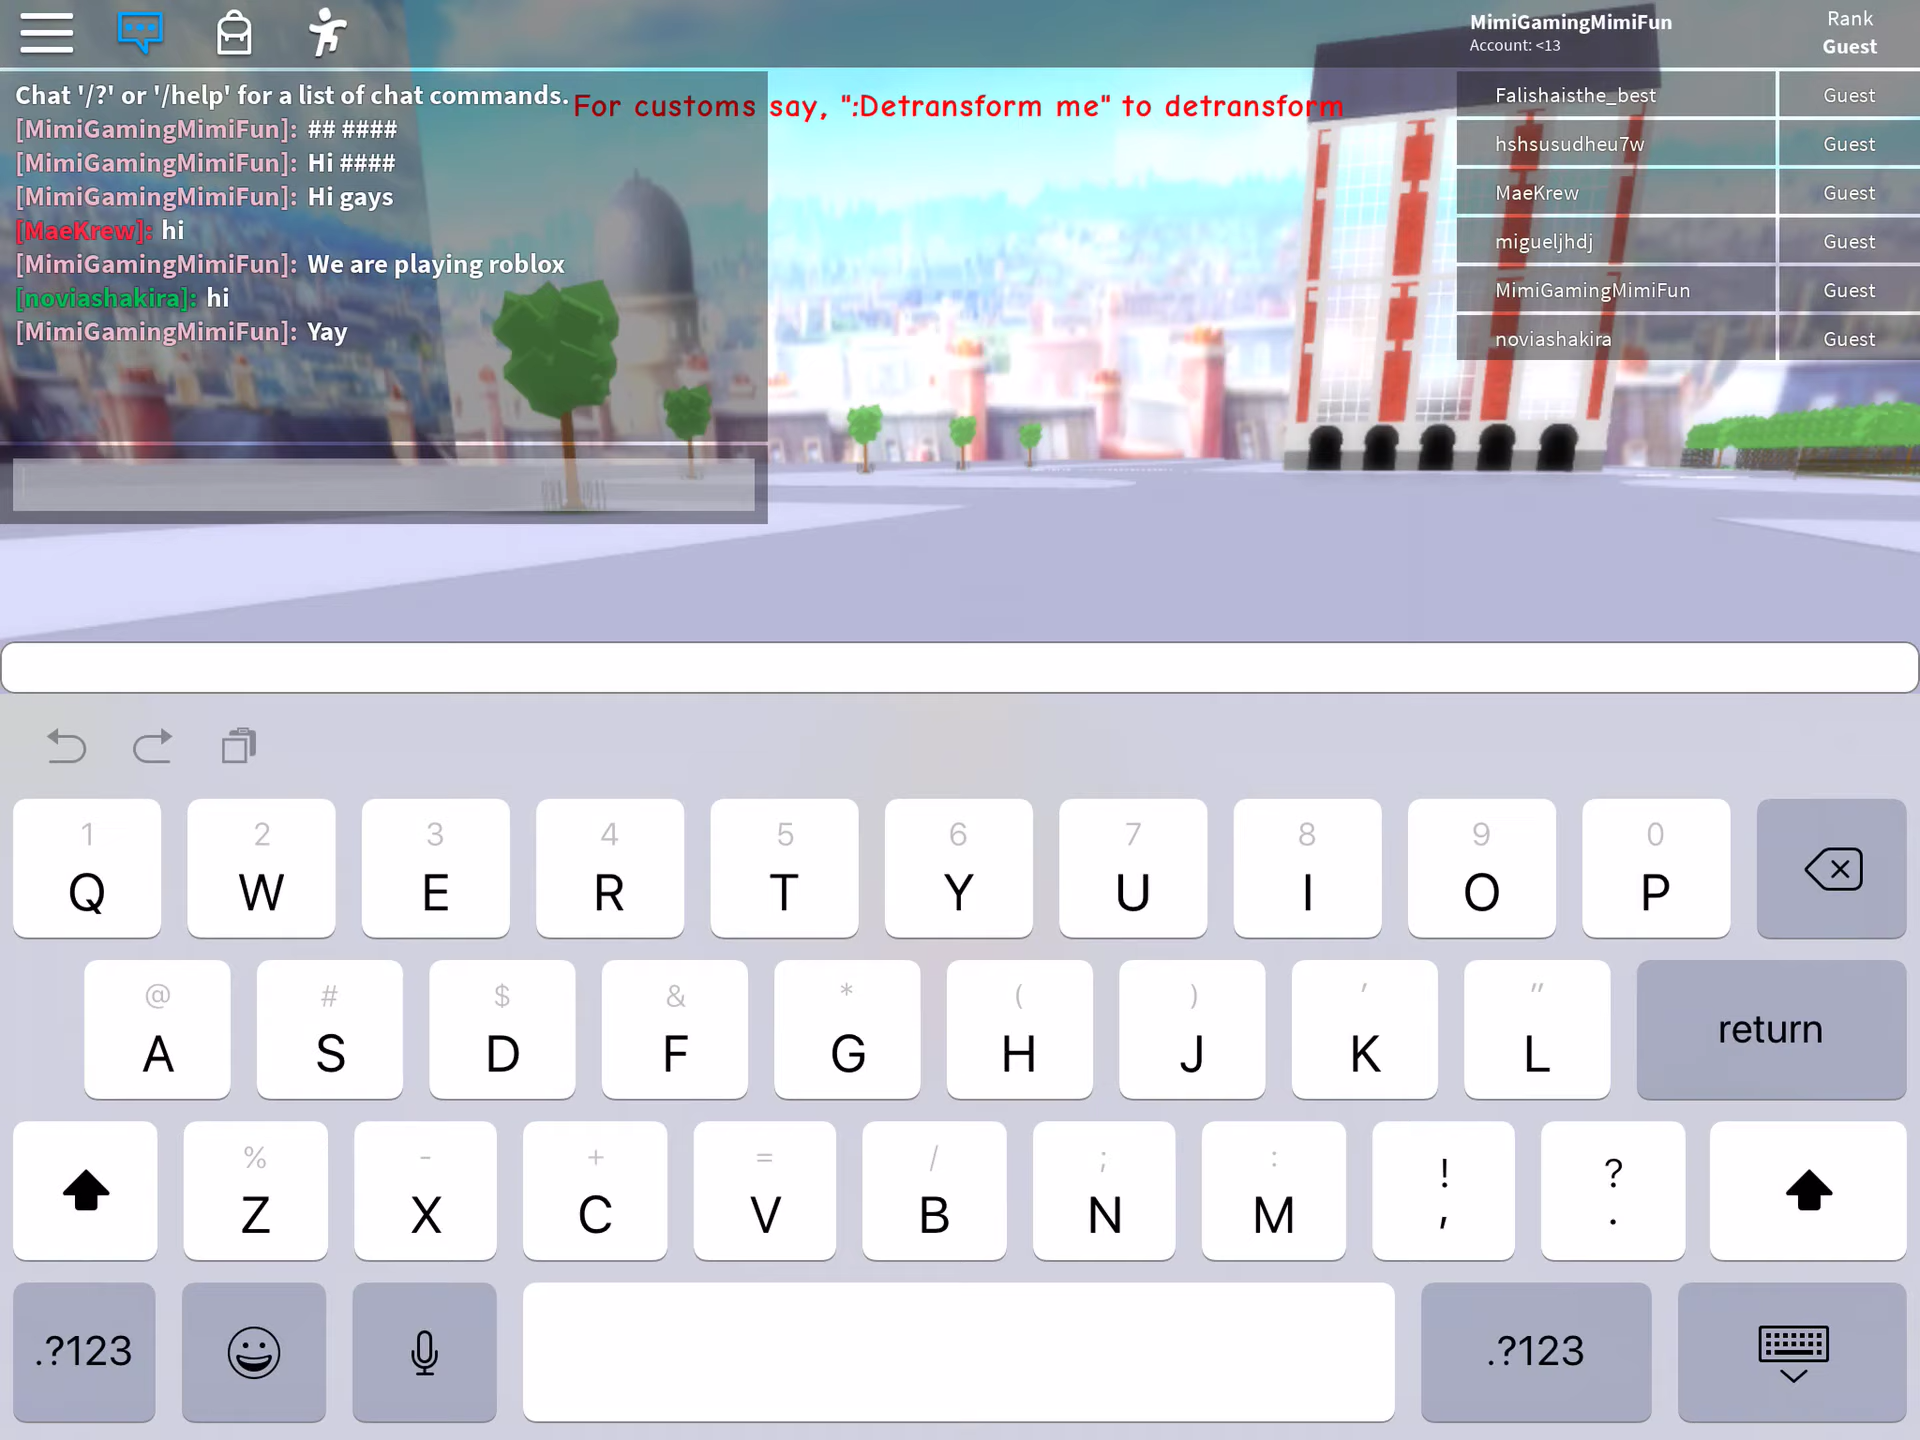 MimiGamingMimiFun
Account: <13
Rank
Guest
Chat '/?' or '/help' for a list of chat commands.
[MimiGamingMimiFun]: ## ####
[MimiGamingMimiFun]: Hi ####
[MimiGamingMimiFun]: Hi gays
[MaeKrew]: hi
[MimiGamingMimiFun]: We are playing roblox
[noviashakira]: hi
[MimiGamingMimiFun]: Yay
For customs say, ":Detransform me" to detransform
Falishaisthe_best Guest
hshsusudheu7w Guest
MaeKrew Guest
migueljhdj Guest
MimiGamingMimiFun Guest
noviashakira Guest
1 2 3 4 5 6 7 8 9 0
Q W E R T Y U I O P
@ # $ & * ( ) ' "
A S D F G H J K L return
% - + = / ; : ! ?
Z X C V B N M , .
.?123 .?123